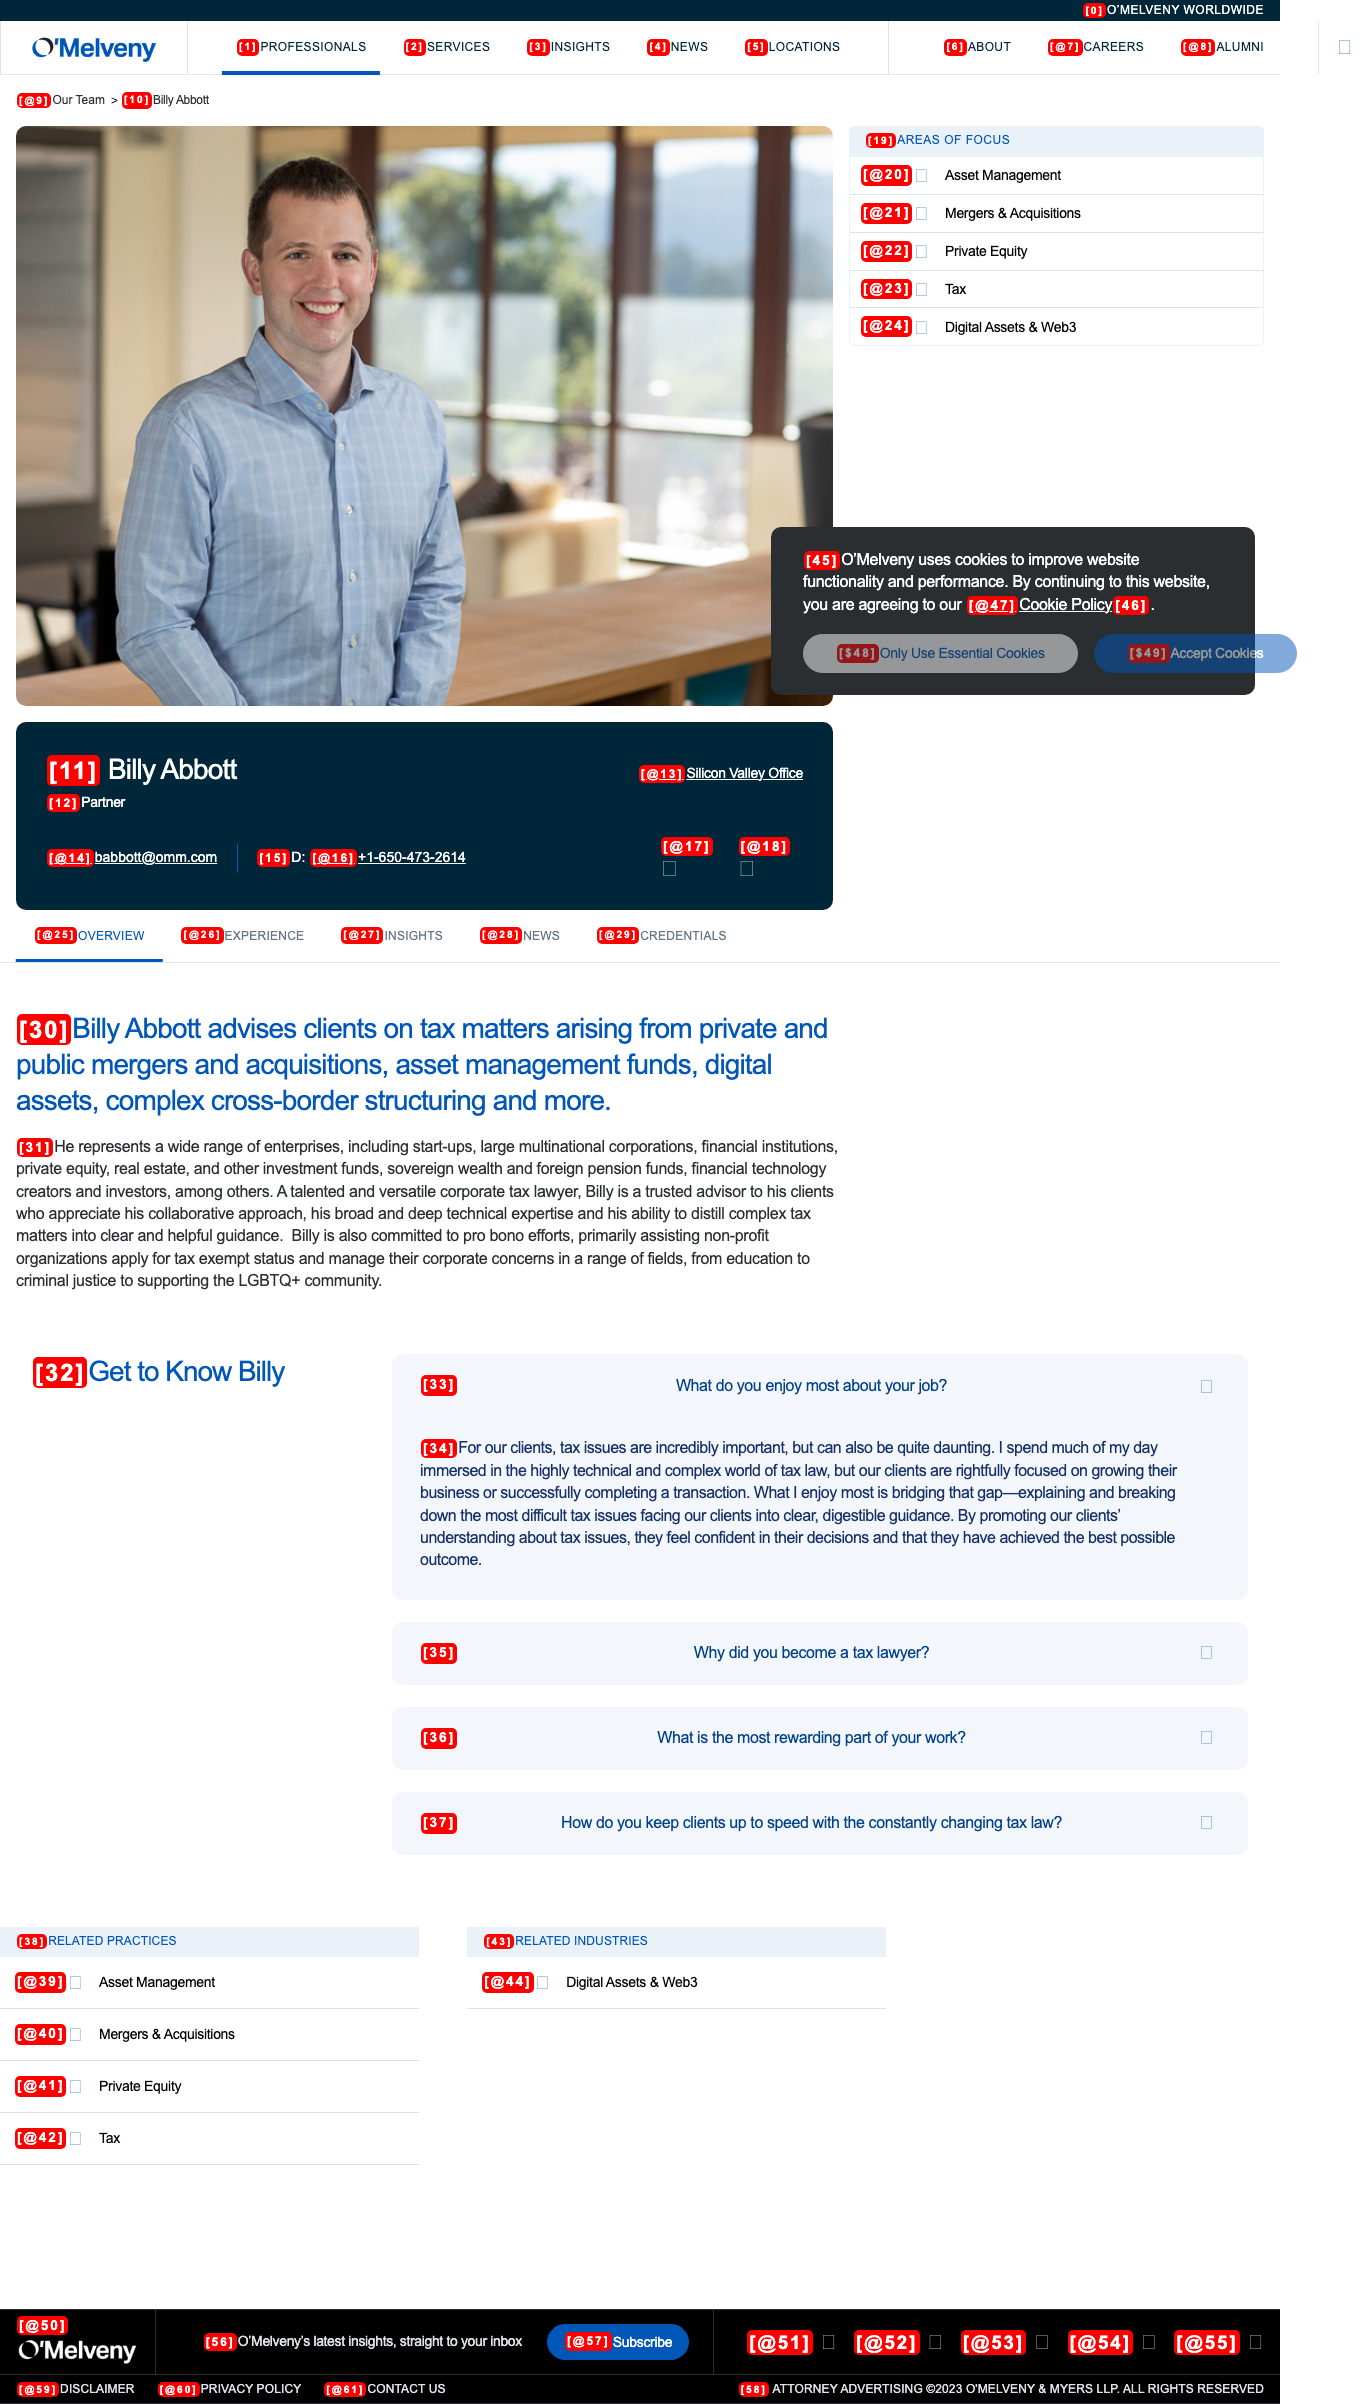 [0]O'MELVENY WORLDWIDE
O'Melveny
[1]PROFESSIONALS [2]SERVICES [3]INSIGHTS [4]NEWS [5]LOCATIONS [6]ABOUT [@7]CAREERS [@8]ALUMNI
[@9]Our Team > [10]Billy Abbott
[19]AREAS OF FOCUS
[@20] Asset Management
[@21] Mergers & Acquisitions
[@22] Private Equity
[@23] Tax
[@24] Digital Assets & Web3
[45]O'Melveny uses cookies to improve website
functionality and performance. By continuing to this website,
you are agreeing to our [@47]Cookie Policy[46].
[$48]Only Use Essential Cookies [$49]Accept Cookies
[11] Billy Abbott
[12]Partner
[@13]Silicon Valley Office
[@14]babbott@omm.com [15]D: [@16]+1-650-473-2614 [@17] [@18]
[@25]OVERVIEW [@26]EXPERIENCE [@27]INSIGHTS [@28]NEWS [@29]CREDENTIALS
[30]Billy Abbott advises clients on tax matters arising from private and
public mergers and acquisitions, asset management funds, digital
assets, complex cross-border structuring and more.
[31]He represents a wide range of enterprises, including start-ups, large multinational corporations, financial institutions,
private equity, real estate, and other investment funds, sovereign wealth and foreign pension funds, financial technology
creators and investors, among others. A talented and versatile corporate tax lawyer, Billy is a trusted advisor to his clients
who appreciate his collaborative approach, his broad and deep technical expertise and his ability to distill complex tax
matters into clear and helpful guidance. Billy is also committed to pro bono efforts, primarily assisting non-profit
organizations apply for tax exempt status and manage their corporate concerns in a range of fields, from education to
criminal justice to supporting the LGBTQ+ community.
[32]Get to Know Billy
[33] What do you enjoy most about your job?
[34]For our clients, tax issues are incredibly important, but can also be quite daunting. I spend much of my day
immersed in the highly technical and complex world of tax law, but our clients are rightfully focused on growing their
business or successfully completing a transaction. What I enjoy most is bridging that gap—explaining and breaking
down the most difficult tax issues facing our clients into clear, digestible guidance. By promoting our clients'
understanding about tax issues, they feel confident in their decisions and that they have achieved the best possible
outcome.
[35] Why did you become a tax lawyer?
[36] What is the most rewarding part of your work?
[37] How do you keep clients up to speed with the constantly changing tax law?
[38]RELATED PRACTICES
[@39] Asset Management
[@40] Mergers & Acquisitions
[@41] Private Equity
[@42] Tax
[43]RELATED INDUSTRIES
[@44] Digital Assets & Web3
[@50]
O'Melveny
[56]O'Melveny's latest insights, straight to your inbox [@57]Subscribe [@51] [@52] [@53] [@54] [@55]
[@59]DISCLAIMER [@60]PRIVACY POLICY [@61]CONTACT US [58] ATTORNEY ADVERTISING ©2023 O'MELVENY & MYERS LLP. ALL RIGHTS RESERVED